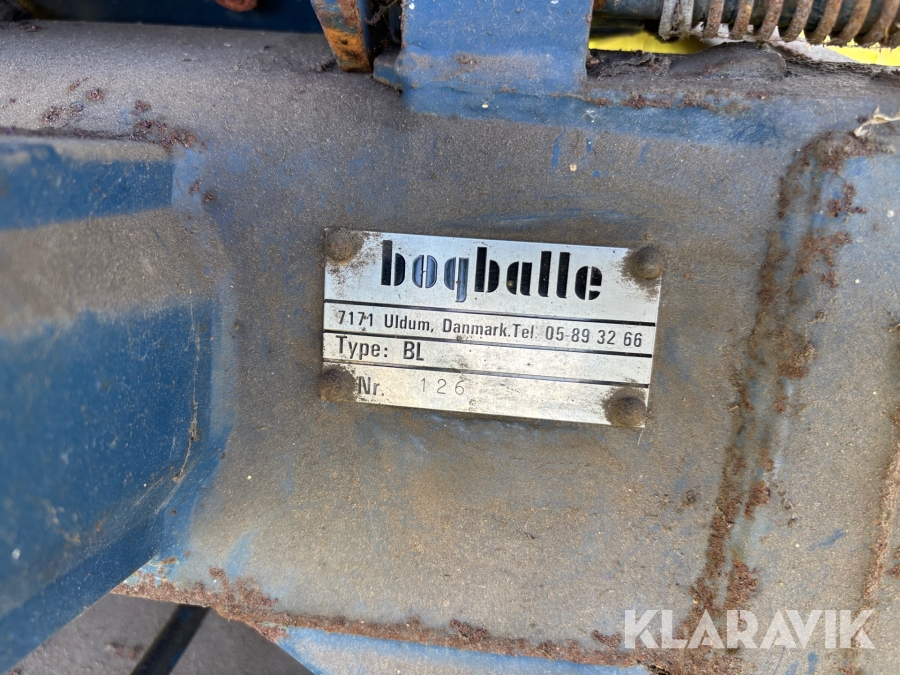 bogballe
7171 Uldum, Danmark. Tel. 05-89 32 66
Type: BL
Nr. 126
KLARAVIK